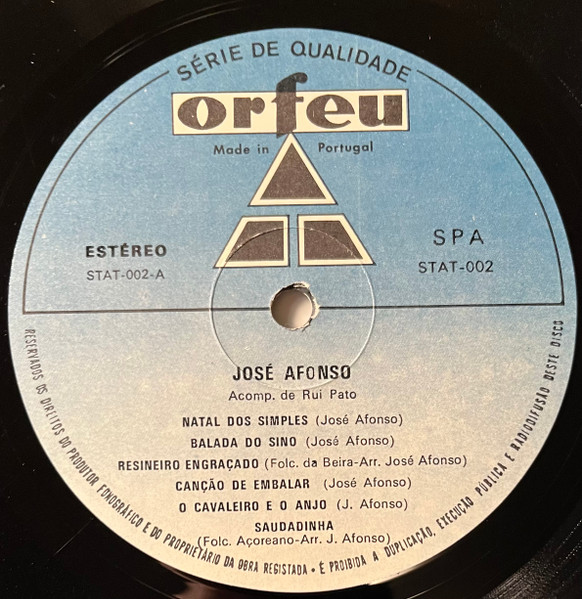 SÉRIE DE QUALIDADE
orfeu
Made in Portugal
ESTÉREO
STAT-002-A
SPA
STAT-002
JOSÉ AFONSO
Acomp. de Rui Pato
NATAL DOS SIMPLES (José Afonso)
BALADA DO SINO (José Afonso)
RESINEIRO ENGRAÇADO (Folc. da Beira-Arr. José Afonso)
CANÇÃO DE EMBALAR (José Afonso)
O CAVALEIRO E O ANJO (J. Afonso)
SAUDADINHA
(Folc. Açoreano-Arr. J. Afonso)
RESERVADOS OS DIREITOS DO PRODUTOR FONOGRÁFICO E DO PROPRIETÁRIO DA OBRA REGISTADA • É PROIBIDA A DUPLICAÇÃO, EXECUÇÃO PÚBLICA E RADIODIFUSÃO DESTE DISCO